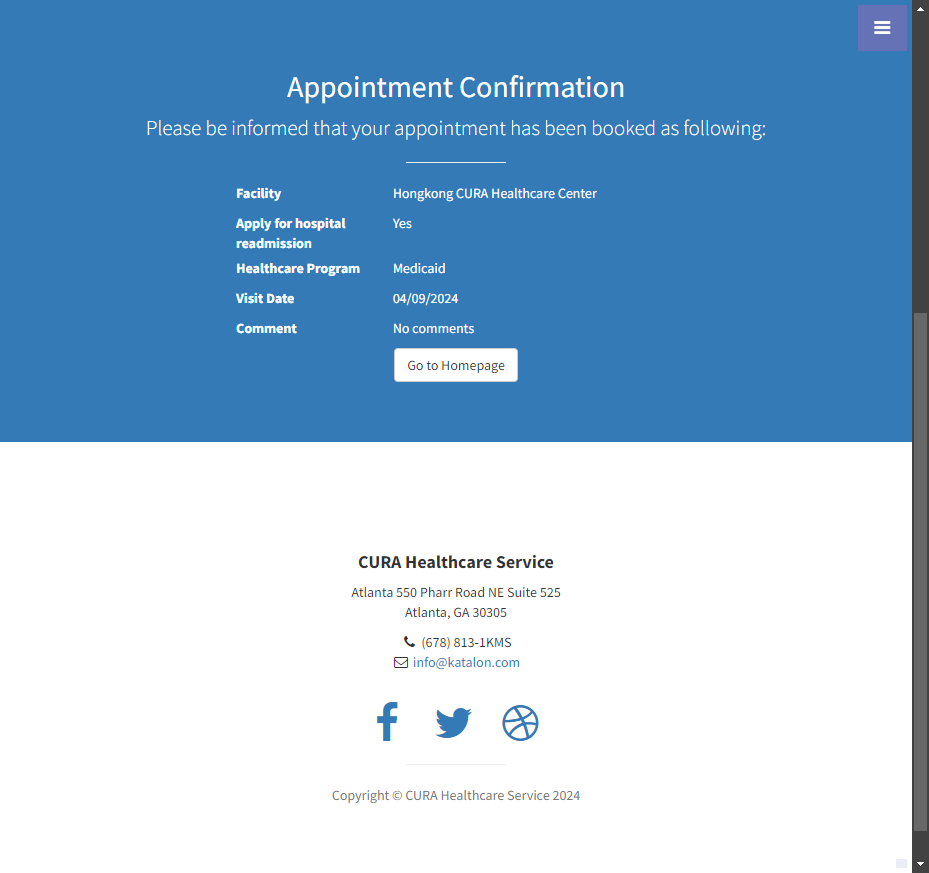 Appointment Confirmation
Please be informed that your appointment has been booked as following:
Facility Hongkong CURA Healthcare Center
Apply for hospital readmission Yes
Healthcare Program Medicaid
Visit Date 04/09/2024
Comment No comments
Go to Homepage
CURA Healthcare Service
Atlanta 550 Pharr Road NE Suite 525
Atlanta, GA 30305
(678) 813-1KMS
info@katalon.com
Copyright © CURA Healthcare Service 2024